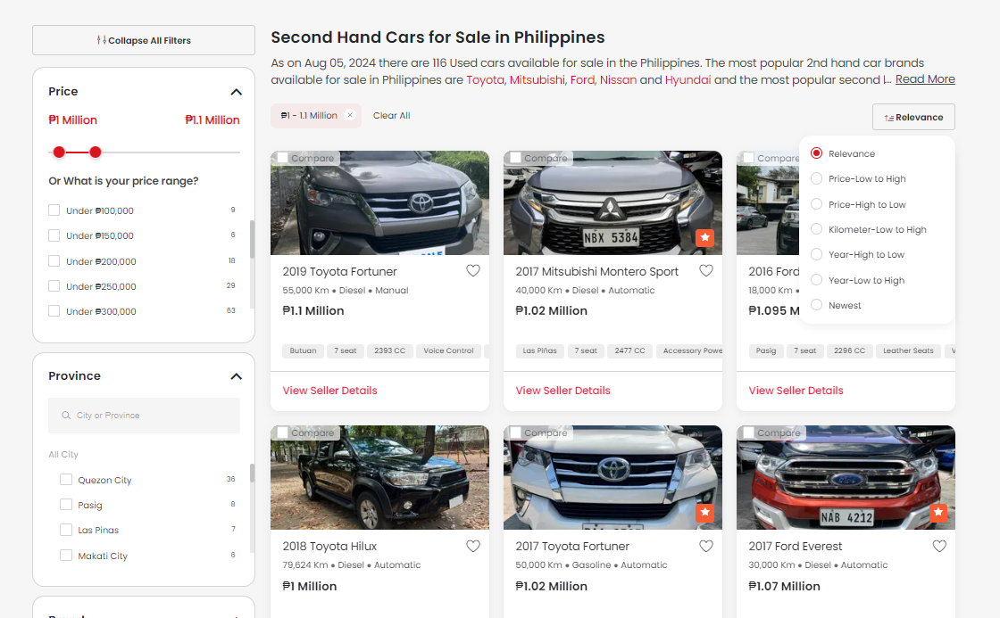 Collapse All Filters
Price
₱1 Million ₱1.1 Million
Or What is your price range?
Under ₱100,000 9
Under ₱150,000 6
Under ₱200,000 18
Under ₱250,000 29
Under ₱300,000 63
Province
City or Province
All City
Quezon City 36
Pasig 8
Las Pinas 7
Makati City 6
Second Hand Cars for Sale in Philippines
As on Aug 05, 2024 there are 116 Used cars available for sale in the Philippines. The most popular 2nd hand car brands
available for sale in Philippines are Toyota, Mitsubishi, Ford, Nissan and Hyundai and the most popular second l... Read More
₱1 - 1.1 Million × Clear All
Relevance
Relevance
Price-Low to High
Price-High to Low
Kilometer-Low to High
Year-High to Low
Year-Low to High
Newest
Compare
2019 Toyota Fortuner
55,000 Km • Diesel • Manual
₱1.1 Million
Butuan 7 seat 2393 CC Voice Control
View Seller Details
Compare
NBX 5384
2017 Mitsubishi Montero Sport
40,000 Km • Diesel • Automatic
₱1.02 Million
Las Piñas 7 seat 2477 CC Accessory Powe
View Seller Details
Compare
2016 Ford
18,000 Km •
₱1.095 M
Pasig 7 seat 2296 CC Leather Seats V
View Seller Details
Compare
2018 Toyota Hilux
79,624 Km • Diesel • Automatic
₱1 Million
Compare
2017 Toyota Fortuner
50,000 Km • Gasoline • Automatic
₱1.02 Million
Compare
NAB 4212
2017 Ford Everest
30,000 Km • Diesel • Automatic
₱1.07 Million